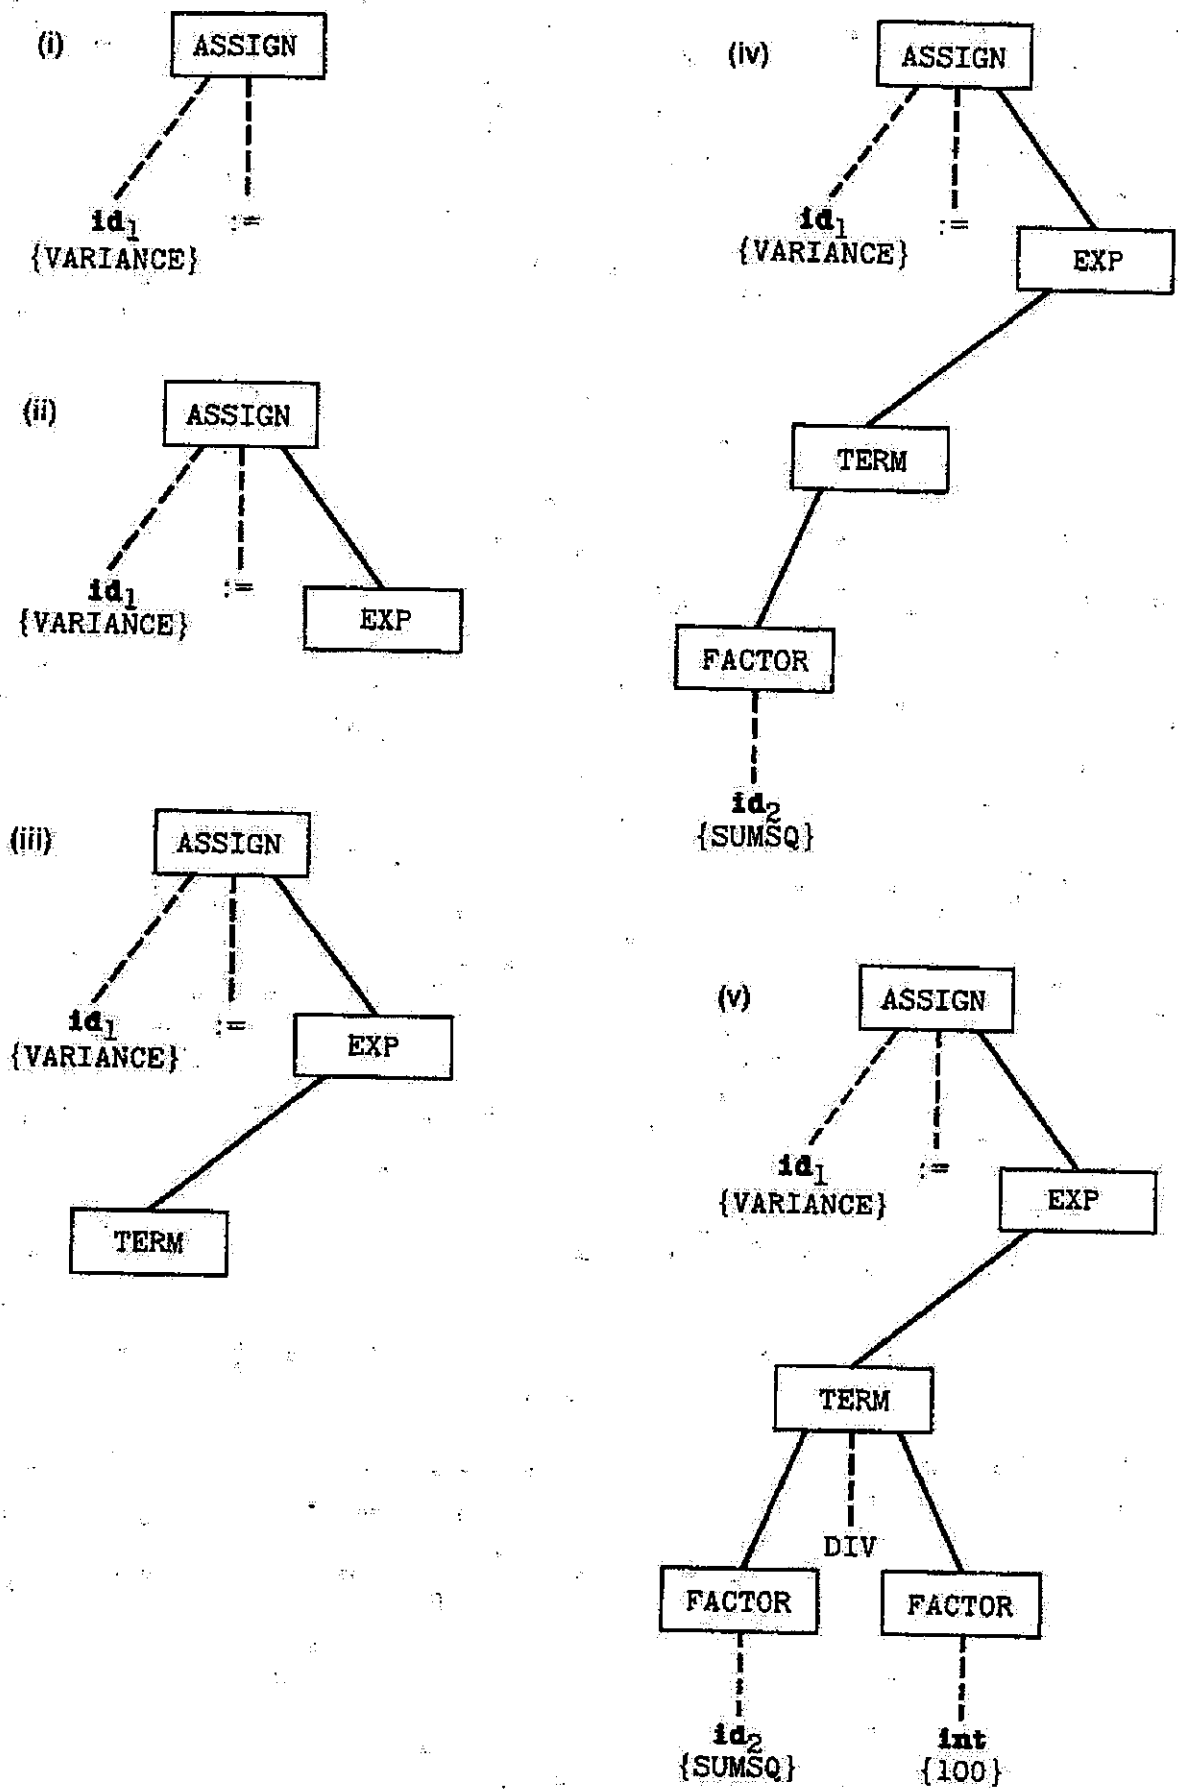 (i)
ASSIGN
id1 :=
{VARIANCE}
(ii)
ASSIGN
id1 :=
{VARIANCE}
EXP
(iii)
ASSIGN
id1 :=
{VARIANCE}
EXP
TERM
(iv)
ASSIGN
id1 :=
{VARIANCE}
EXP
TERM
FACTOR
id2
{SUMSQ}
(v)
ASSIGN
id1 :=
{VARIANCE}
EXP
TERM
DIV
FACTOR FACTOR
id2 int
{SUMSQ} {100}